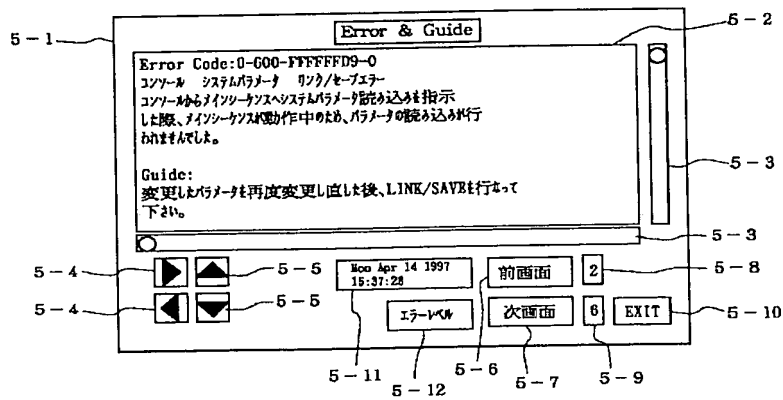 Error & Guide
5-1
5-2
Error Code:0-600-FFFFFFD9-0
コンソール システムパラメータ リンク/セーブエラー
コンソールからメインシーケンスへシステムパラメータ読み込みを指示
した際、メインシーケンスが動作中のため、パラメータの読み込みが行
われませんでした。
Guide:
変更したパラメータを再度変更し直した後、LINK/SAVEを行なって
下さい。
5-3
5-3
5-4
5-5
Mon Apr 14 1997
15:37:28
前画面
2
5-8
5-4
5-5
エラーレベル
次画面
6
EXIT
5-10
5-11
5-12
5-6
5-7
5-9